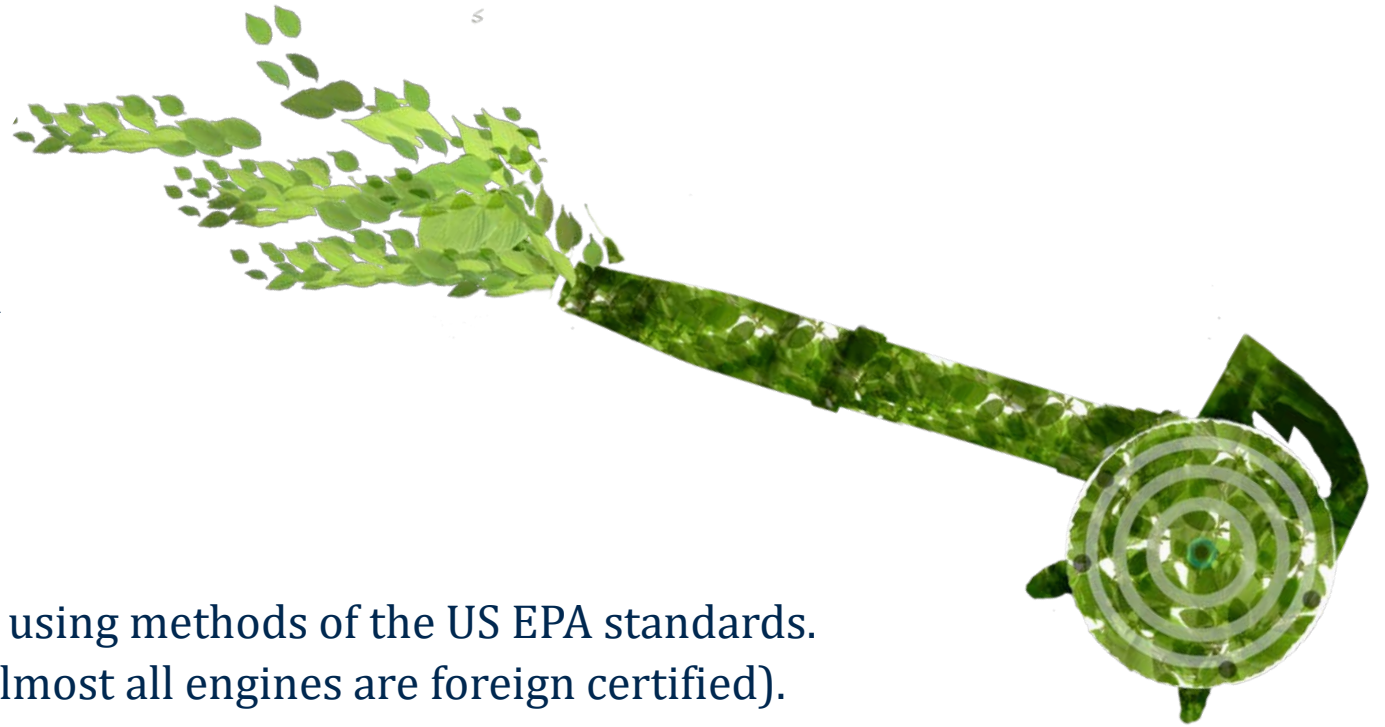 s
using methods of the US EPA standards.
lmost all engines are foreign certified).